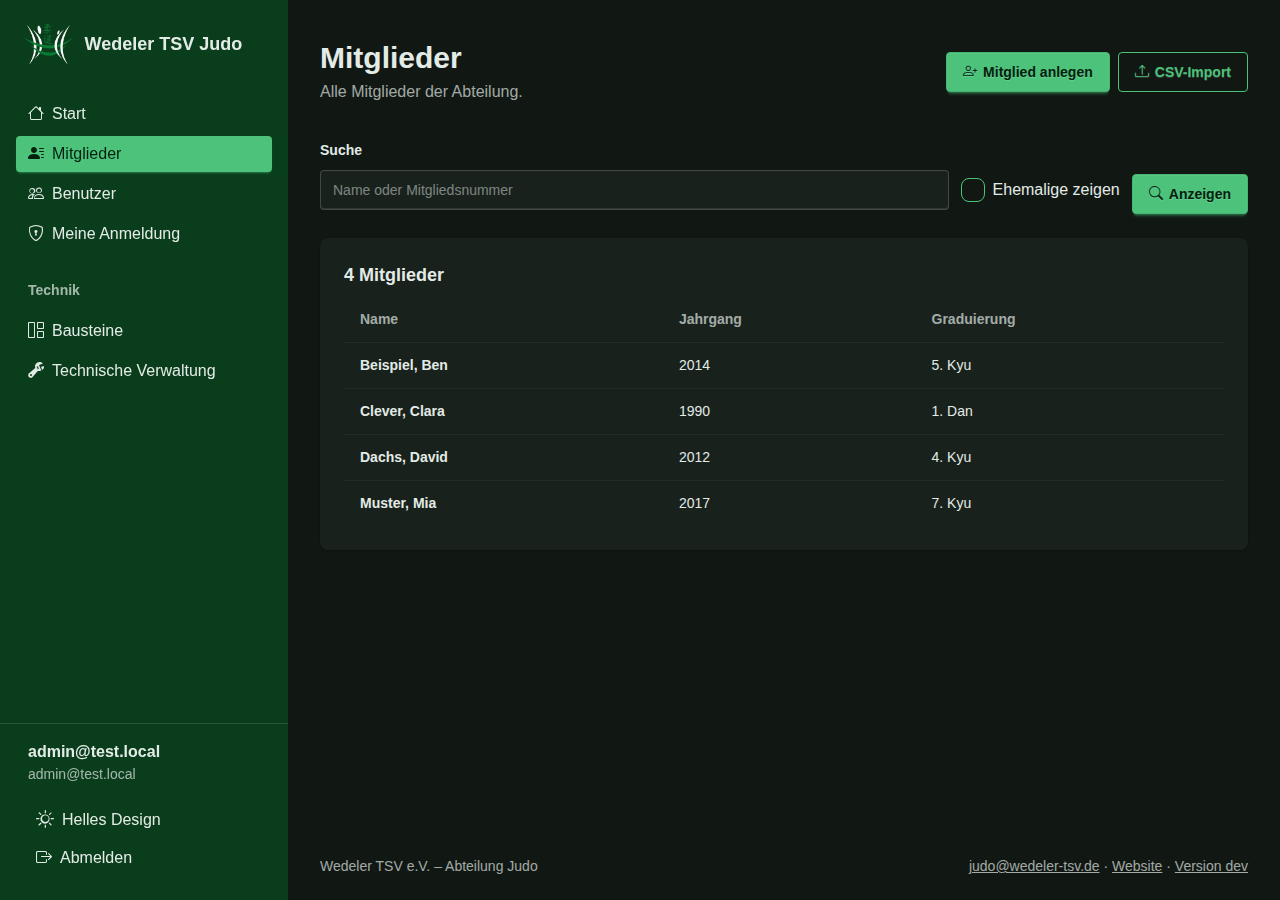 Wedeler TSV Judo
Start
Mitglieder
Benutzer
Meine Anmeldung
Technik
Bausteine
Technische Verwaltung
admin@test.local
admin@test.local
Helles Design
Abmelden
Mitglieder
Alle Mitglieder der Abteilung.
Mitglied anlegen
CSV-Import
Suche
Name oder Mitgliedsnummer
Ehemalige zeigen
Anzeigen
4 Mitglieder
Name Jahrgang Graduierung
Beispiel, Ben 2014 5. Kyu
Clever, Clara 1990 1. Dan
Dachs, David 2012 4. Kyu
Muster, Mia 2017 7. Kyu
Wedeler TSV e.V. – Abteilung Judo
judo@wedeler-tsv.de · Website · Version dev